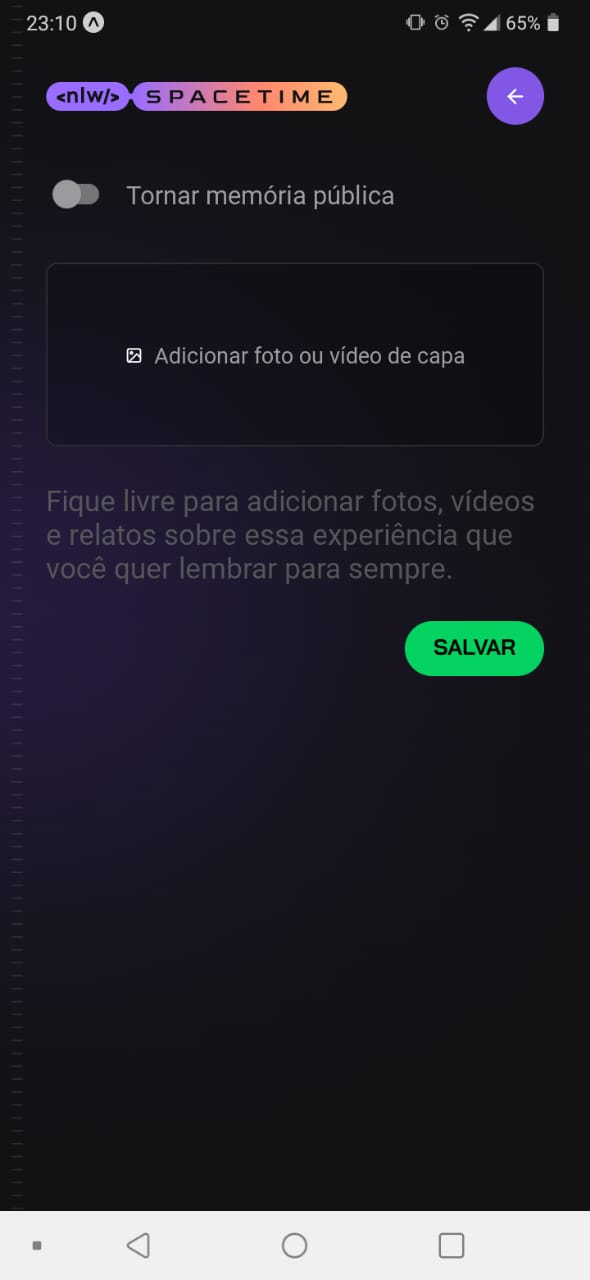 23:10
65%
<nlw/> SPACETIME
Tornar memória pública
Adicionar foto ou vídeo de capa
Fique livre para adicionar fotos, vídeos
e relatos sobre essa experiência que
você quer lembrar para sempre.
SALVAR